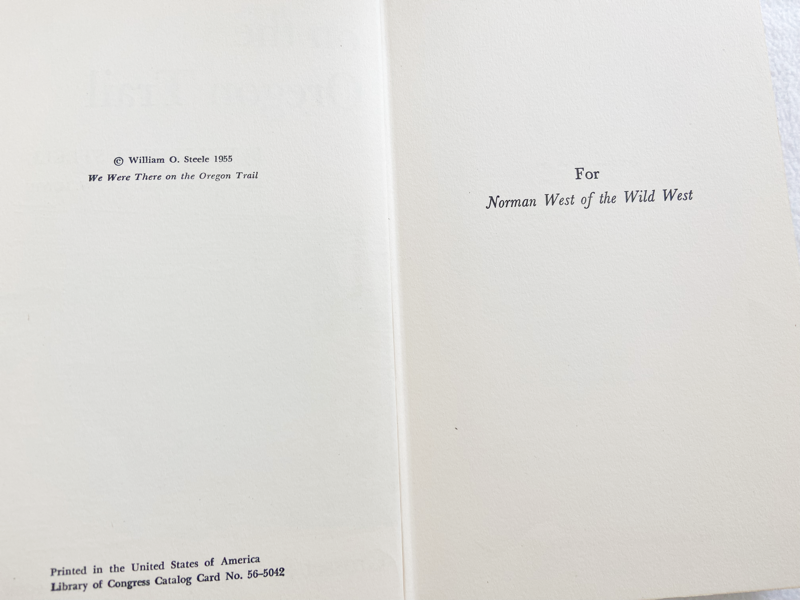 © William O. Steele 1955
We Were There on the Oregon Trail
Printed in the United States of America
Library of Congress Catalog Card No. 56-5042
For
Norman West of the Wild West